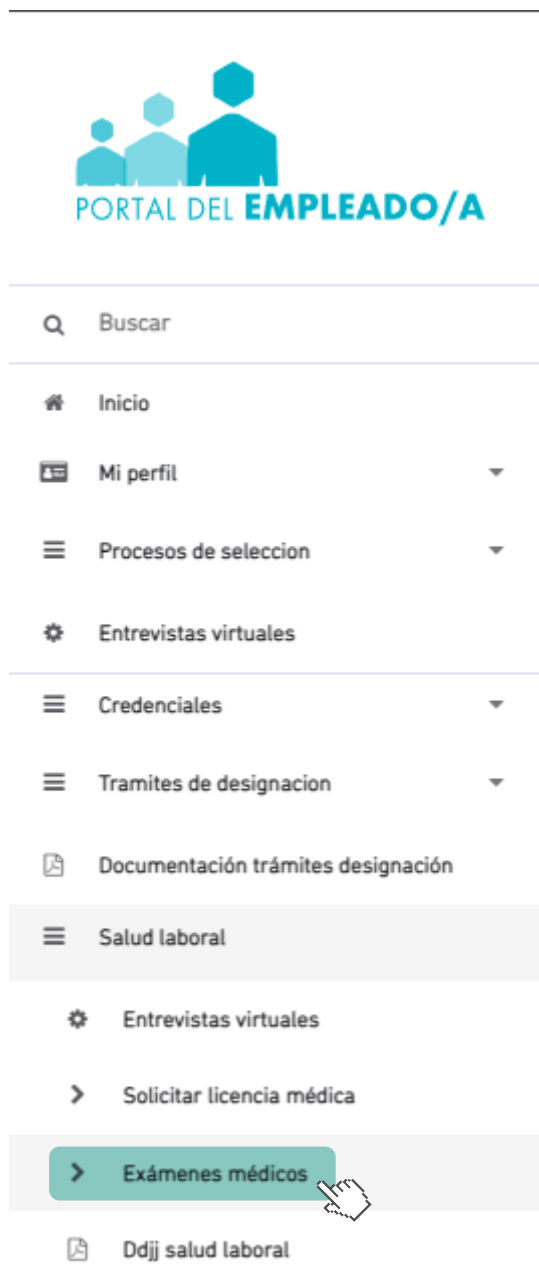 PORTAL DEL EMPLEADO/A
Buscar
Inicio
Mi perfil
Procesos de seleccion
Entrevistas virtuales
Credenciales
Tramites de designacion
Documentación trámites designación
Salud laboral
Entrevistas virtuales
Solicitar licencia médica
Exámenes médicos
Ddjj salud laboral